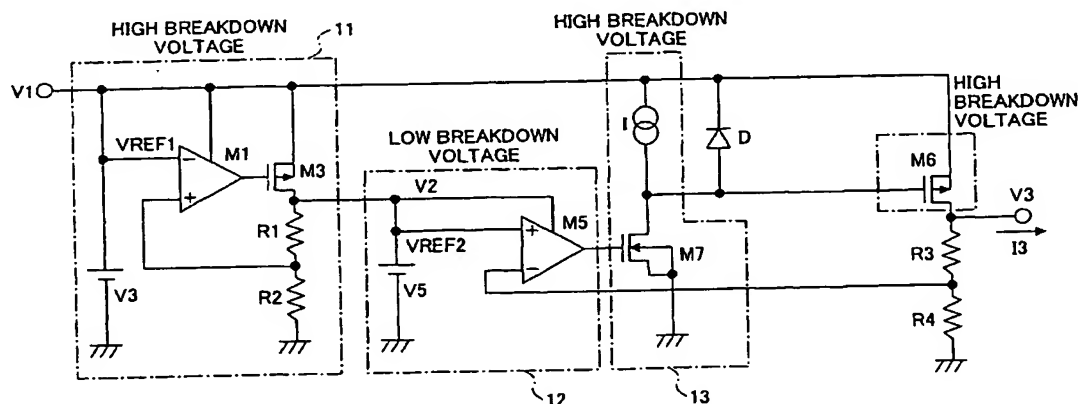 HIGH BREAKDOWN
VOLTAGE
11
HIGH BREAKDOWN
VOLTAGE
V1
VREF1
M1
M3
R1
R2
V3
LOW BREAKDOWN
VOLTAGE
V2
VREF2
M5
V5
I
D
M7
HIGH
BREAKDOWN
VOLTAGE
M6
V3
I3
R3
R4
12
13
-
+
+
-